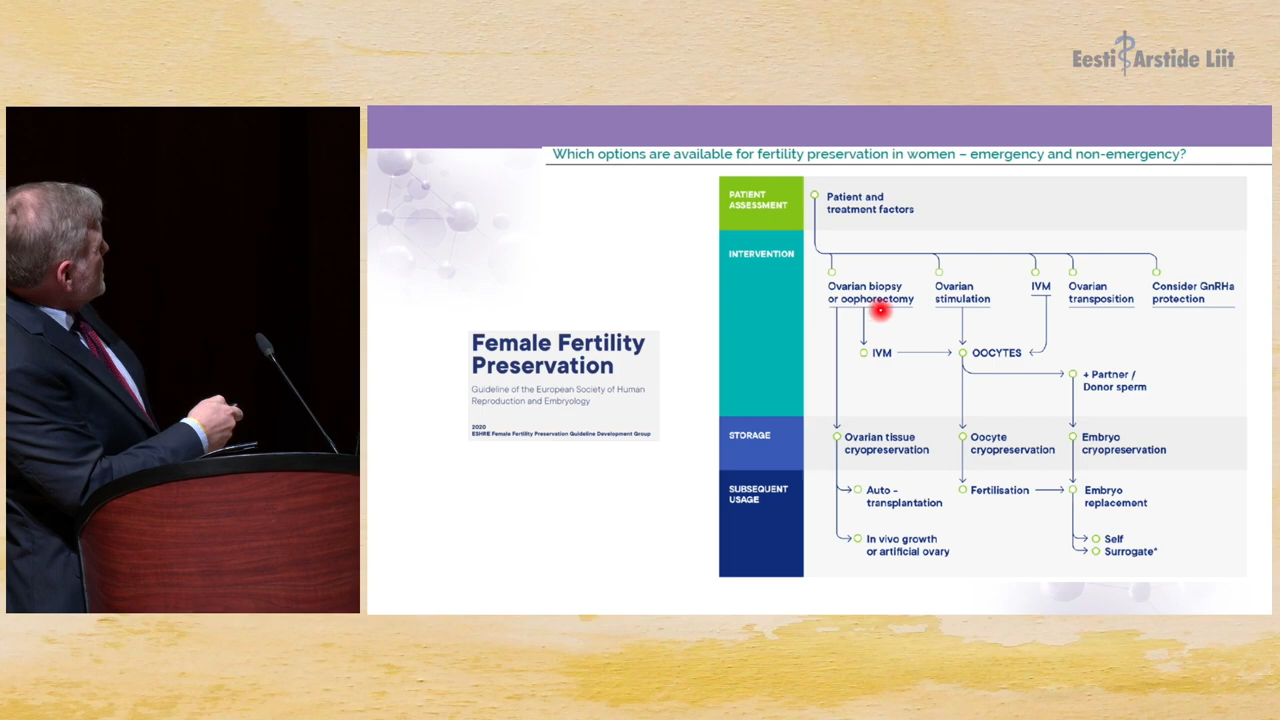 Eesti Arstide Liit
Which options are available for fertility preservation in women – emergency and non-emergency?
Female Fertility
Preservation
Guideline of the European Society of Human
Reproduction and Embryology
2020
ESHRE Female Fertility Preservation Guideline Development Group
PATIENT
ASSESSMENT
Patient and
treatment factors
INTERVENTION
Ovarian biopsy
or oophorectomy
Ovarian
stimulation
IVM
Ovarian
transposition
Consider GnRHa
protection
IVM
OOCYTES
+ Partner /
Donor sperm
STORAGE
Ovarian tissue
cryopreservation
Oocyte
cryopreservation
Embryo
cryopreservation
SUBSEQUENT
USAGE
Auto -
transplantation
Fertilisation
Embryo
replacement
In vivo growth
or artificial ovary
Self
Surrogate*